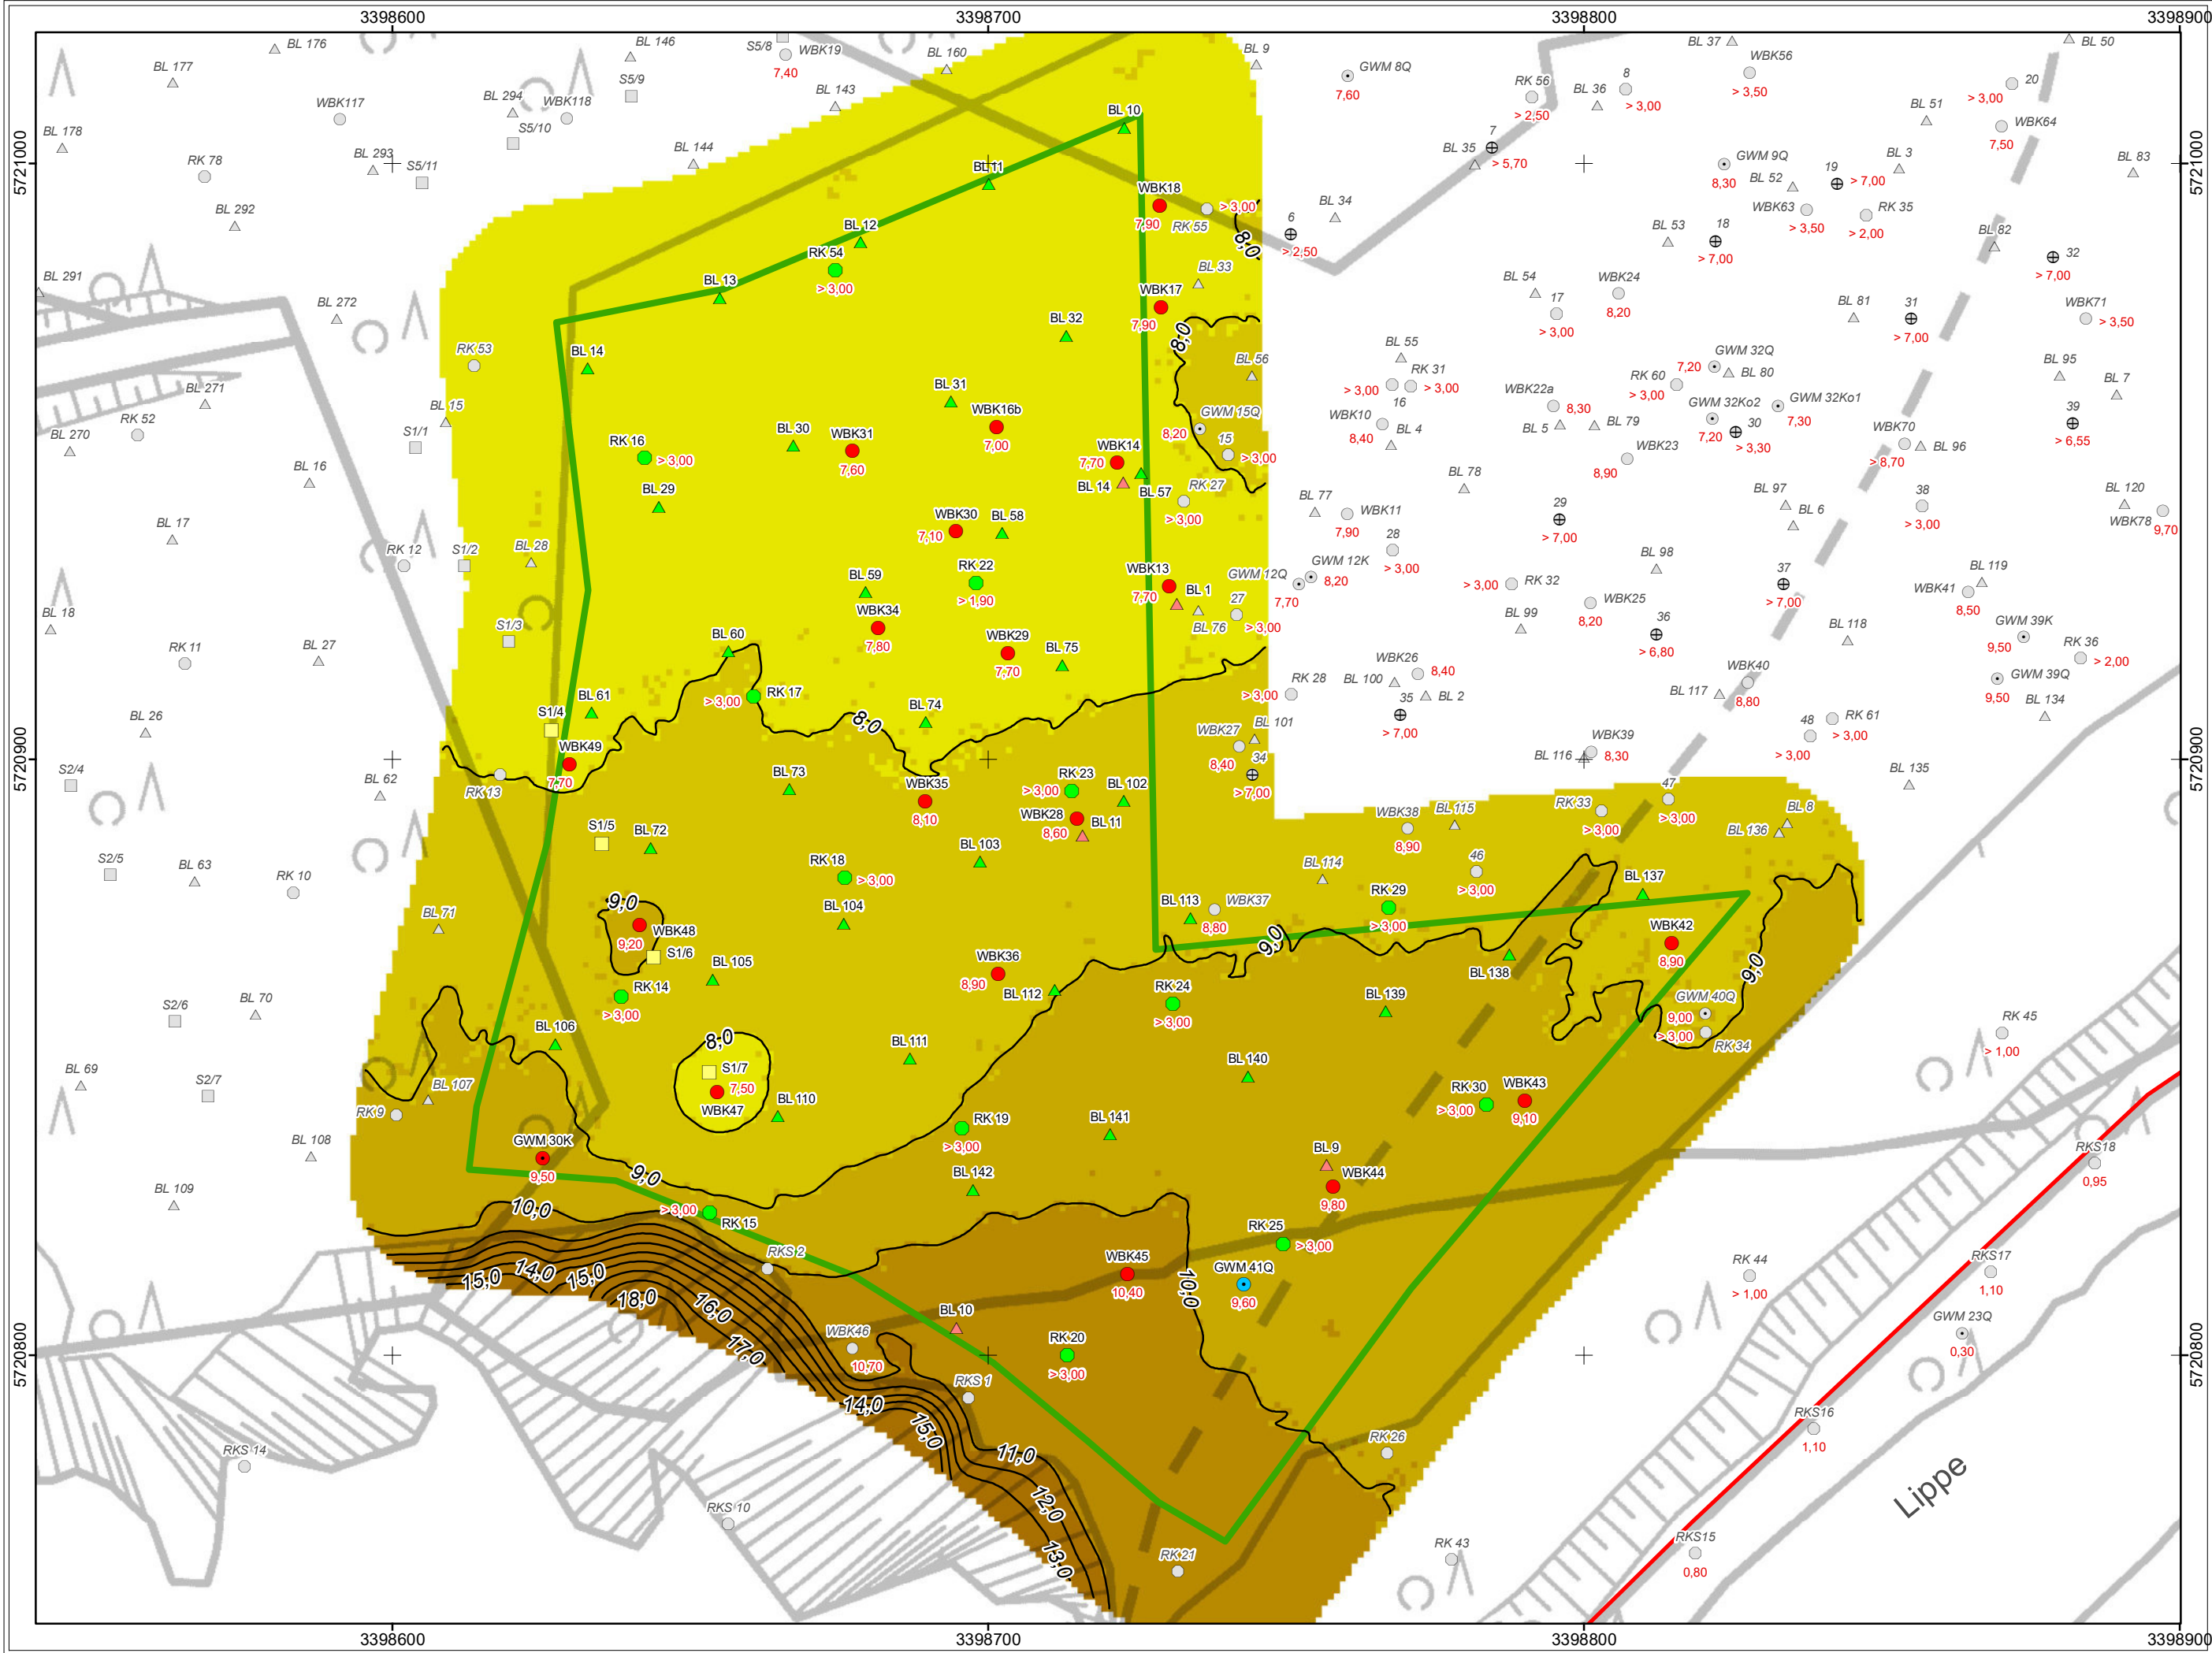 3398600 3398700 3398800 3398900
BL 176 BL 146 S5/8 WBK19 BL 160 BL 9 BL 37 BL 50
7,40 GWM 8Q WBK56
BL 177 S5/9 7,60 RK 56 8 > 3,50 20
WBK117 BL 294 WBK118 BL 143 BL 10 > 2,50 BL 36 > 3,00 > 3,00 BL 51 WBK64
BL 178 S5/10 7 7,50
5721000 RK 78 BL 293 S5/11 BL 144 BL 11 BL 35 > 5,70 GWM 9Q 19 BL 3 BL 83 5721000
8,30 BL 52 > 7,00
BL 292 BL 12 WBK18 > 3,00 BL 34 WBK63 RK 35
7,90 RK 55 6 BL 53 18 > 3,50 > 2,00 BL 82
RK 54 8,0 > 2,50 > 7,00 32
BL 291 BL 13 > 3,00 BL 33 BL 54 WBK24 > 7,00
BL 272 WBK17 17 8,20 BL 81 31 WBK71
7,90 > 3,00 > 7,00 > 3,50
RK 53 BL 14 BL 32 8,0 BL 56 BL 55 GWM 32Q BL 95
RK 31 7,20 BL 80 BL 7
BL 271 BL 31 > 3,00 > 3,00 RK 60
RK 52 BL 15 WBK16b GWM 15Q 16 WBK22a 8,30 > 3,00 GWM 32Ko2 GWM 32Ko1 39
7,00 8,20 WBK10 7,20 30 7,30 > 6,55
BL 270 S1/1 RK 16 BL 30 WBK31 15 8,40 BL 4 BL 5 BL 79 > 3,30 WBK70 BL 96
> 3,00 7,60 WBK14 > 3,00 WBK23 > 8,70
BL 16 BL 29 7,70 BL 14 BL 57 RK 27 BL 78 8,90 38 BL 120
BL 17 WBK30 BL 58 > 3,00 BL 77 WBK11 29 BL 97 BL 6 > 3,00 WBK78
7,10 7,90 28 > 7,00 9,70
RK 12 S1/2 BL 28 RK 22 WBK13 GWM 12Q GWM 12K > 3,00 BL 98 37 BL 119
> 1,90 8,20 > 3,00 RK 32 > 7,00 WBK41
BL 18 S1/3 BL 59 7,70 BL 1 27 7,70 WBK25 8,50
WBK34 BL 76 > 3,00 BL 99 8,20 36 BL 118 GWM 39K
RK 11 BL 27 BL 60 7,80 WBK29 BL 75 > 6,80 9,50 RK 36
7,70 WBK26 8,40 WBK40 > 2,00
BL 61 > 3,00 RK 17 RK 28 BL 100 BL 2 BL 117 8,80 GWM 39Q
> 3,00 35 9,50 BL 134
BL 26 S1/4 8,0 BL 74 WBK27 BL 101 > 7,00 48 RK 61
5720900 WBK49 8,40 34 WBK39 > 3,00 > 3,00 5720900
S2/4 BL 62 RK 13 7,70 BL 73 WBK35 RK 23 BL 102 > 7,00 BL 116 8,30 BL 135
8,10 > 3,00 47
S1/5 BL 72 WBK28 BL 11 WBK38 BL 115 RK 33 > 3,00 BL 8
8,60 8,90 > 3,00 BL 136
S2/5 BL 63 RK 10 RK 18 > 3,00 BL 103 BL 114 46 BL 137
9,0 BL 104 BL 113 WBK37 RK 29 > 3,00
BL 71 WBK48 8,80 > 3,00 WBK42
9,20 S1/6 9,0 8,90 9,0
BL 105 WBK36 BL 138
S2/6 BL 70 RK 14 8,90 BL 112 RK 24 BL 139 GWM 40Q
> 3,00 > 3,00 9,00
BL 106 8,0 BL 111 > 3,00 RK 34 RK 45
BL 69 S2/7 BL 107 S1/7 BL 140 > 1,00
RK 9 7,50 RK 30 WBK43
WBK47 BL 110 > 3,00 9,10
BL 108 GWM 30K RK 19 BL 141 RKS18
9,50 9,0 > 3,00 BL 9 0,95
BL 109 10,0 > 3,00 RK 15 BL 142 WBK44
9,80
RKS 2 RK 25 > 3,00 RK 44 RKS17
15,0 14,0 15,0 WBK45 10,0 GWM 41Q > 1,00 1,10
18,0 16,0 10,40 9,60 GWM 23Q
17,0 WBK46 BL 10 RK 20 0,30
5720800 10,70 > 3,00 5720800
14,0 RKS 1 RKS16
RKS 14 15,0 11,0 RK 26 1,10
RKS 10 12,0 Lippe
13,0 RK 21 RK 43 RKS15
0,80
3398600 3398700 3398800 3398900